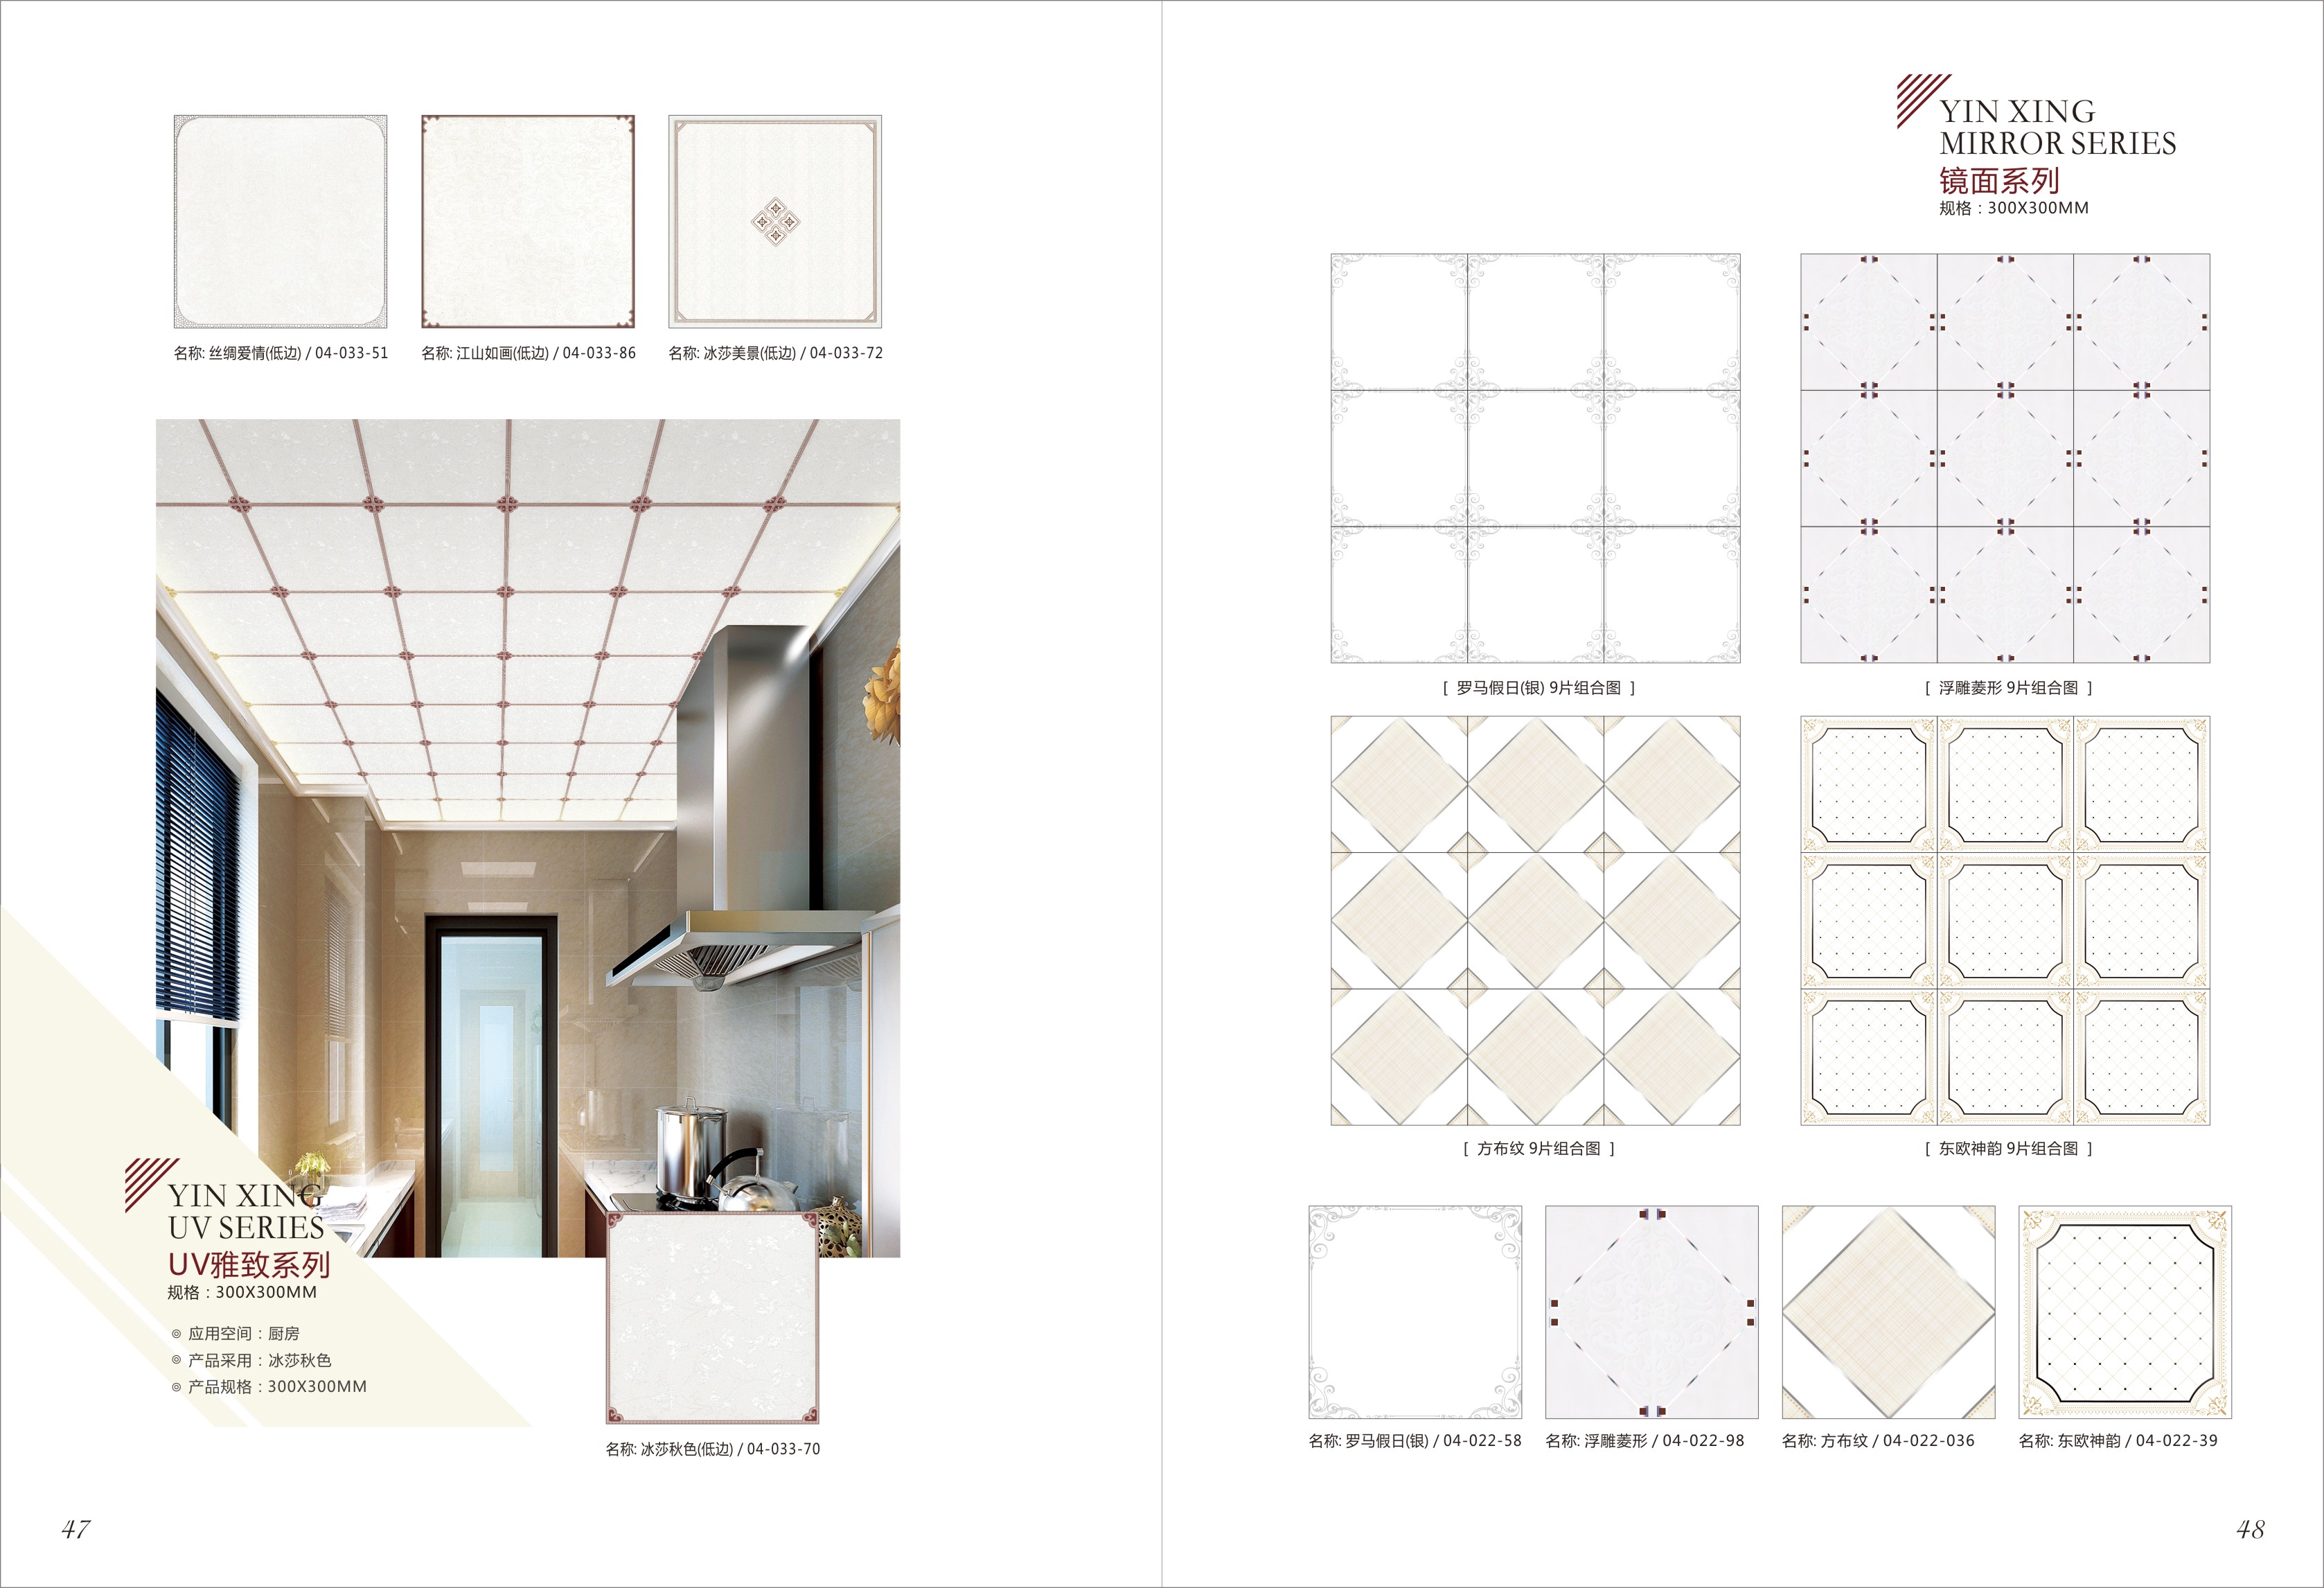 名称: 丝绸爱情(低边) / 04-033-51
名称: 江山如画(低边) / 04-033-86
名称: 冰莎美景(低边) / 04-033-72
YIN XING
UV SERIES
UV雅致系列
规格：300X300MM
◎ 应用空间：厨房
◎ 产品采用：冰莎秋色
◎ 产品规格：300X300MM
名称: 冰莎秋色(低边) / 04-033-70
47
YIN XING
MIRROR SERIES
镜面系列
规格：300X300MM
[ 罗马假日(银) 9片组合图 ]
[ 浮雕菱形 9片组合图 ]
[ 方布纹 9片组合图 ]
[ 东欧神韵 9片组合图 ]
名称: 罗马假日(银) / 04-022-58
名称: 浮雕菱形 / 04-022-98
名称: 方布纹 / 04-022-036
名称: 东欧神韵 / 04-022-39
48